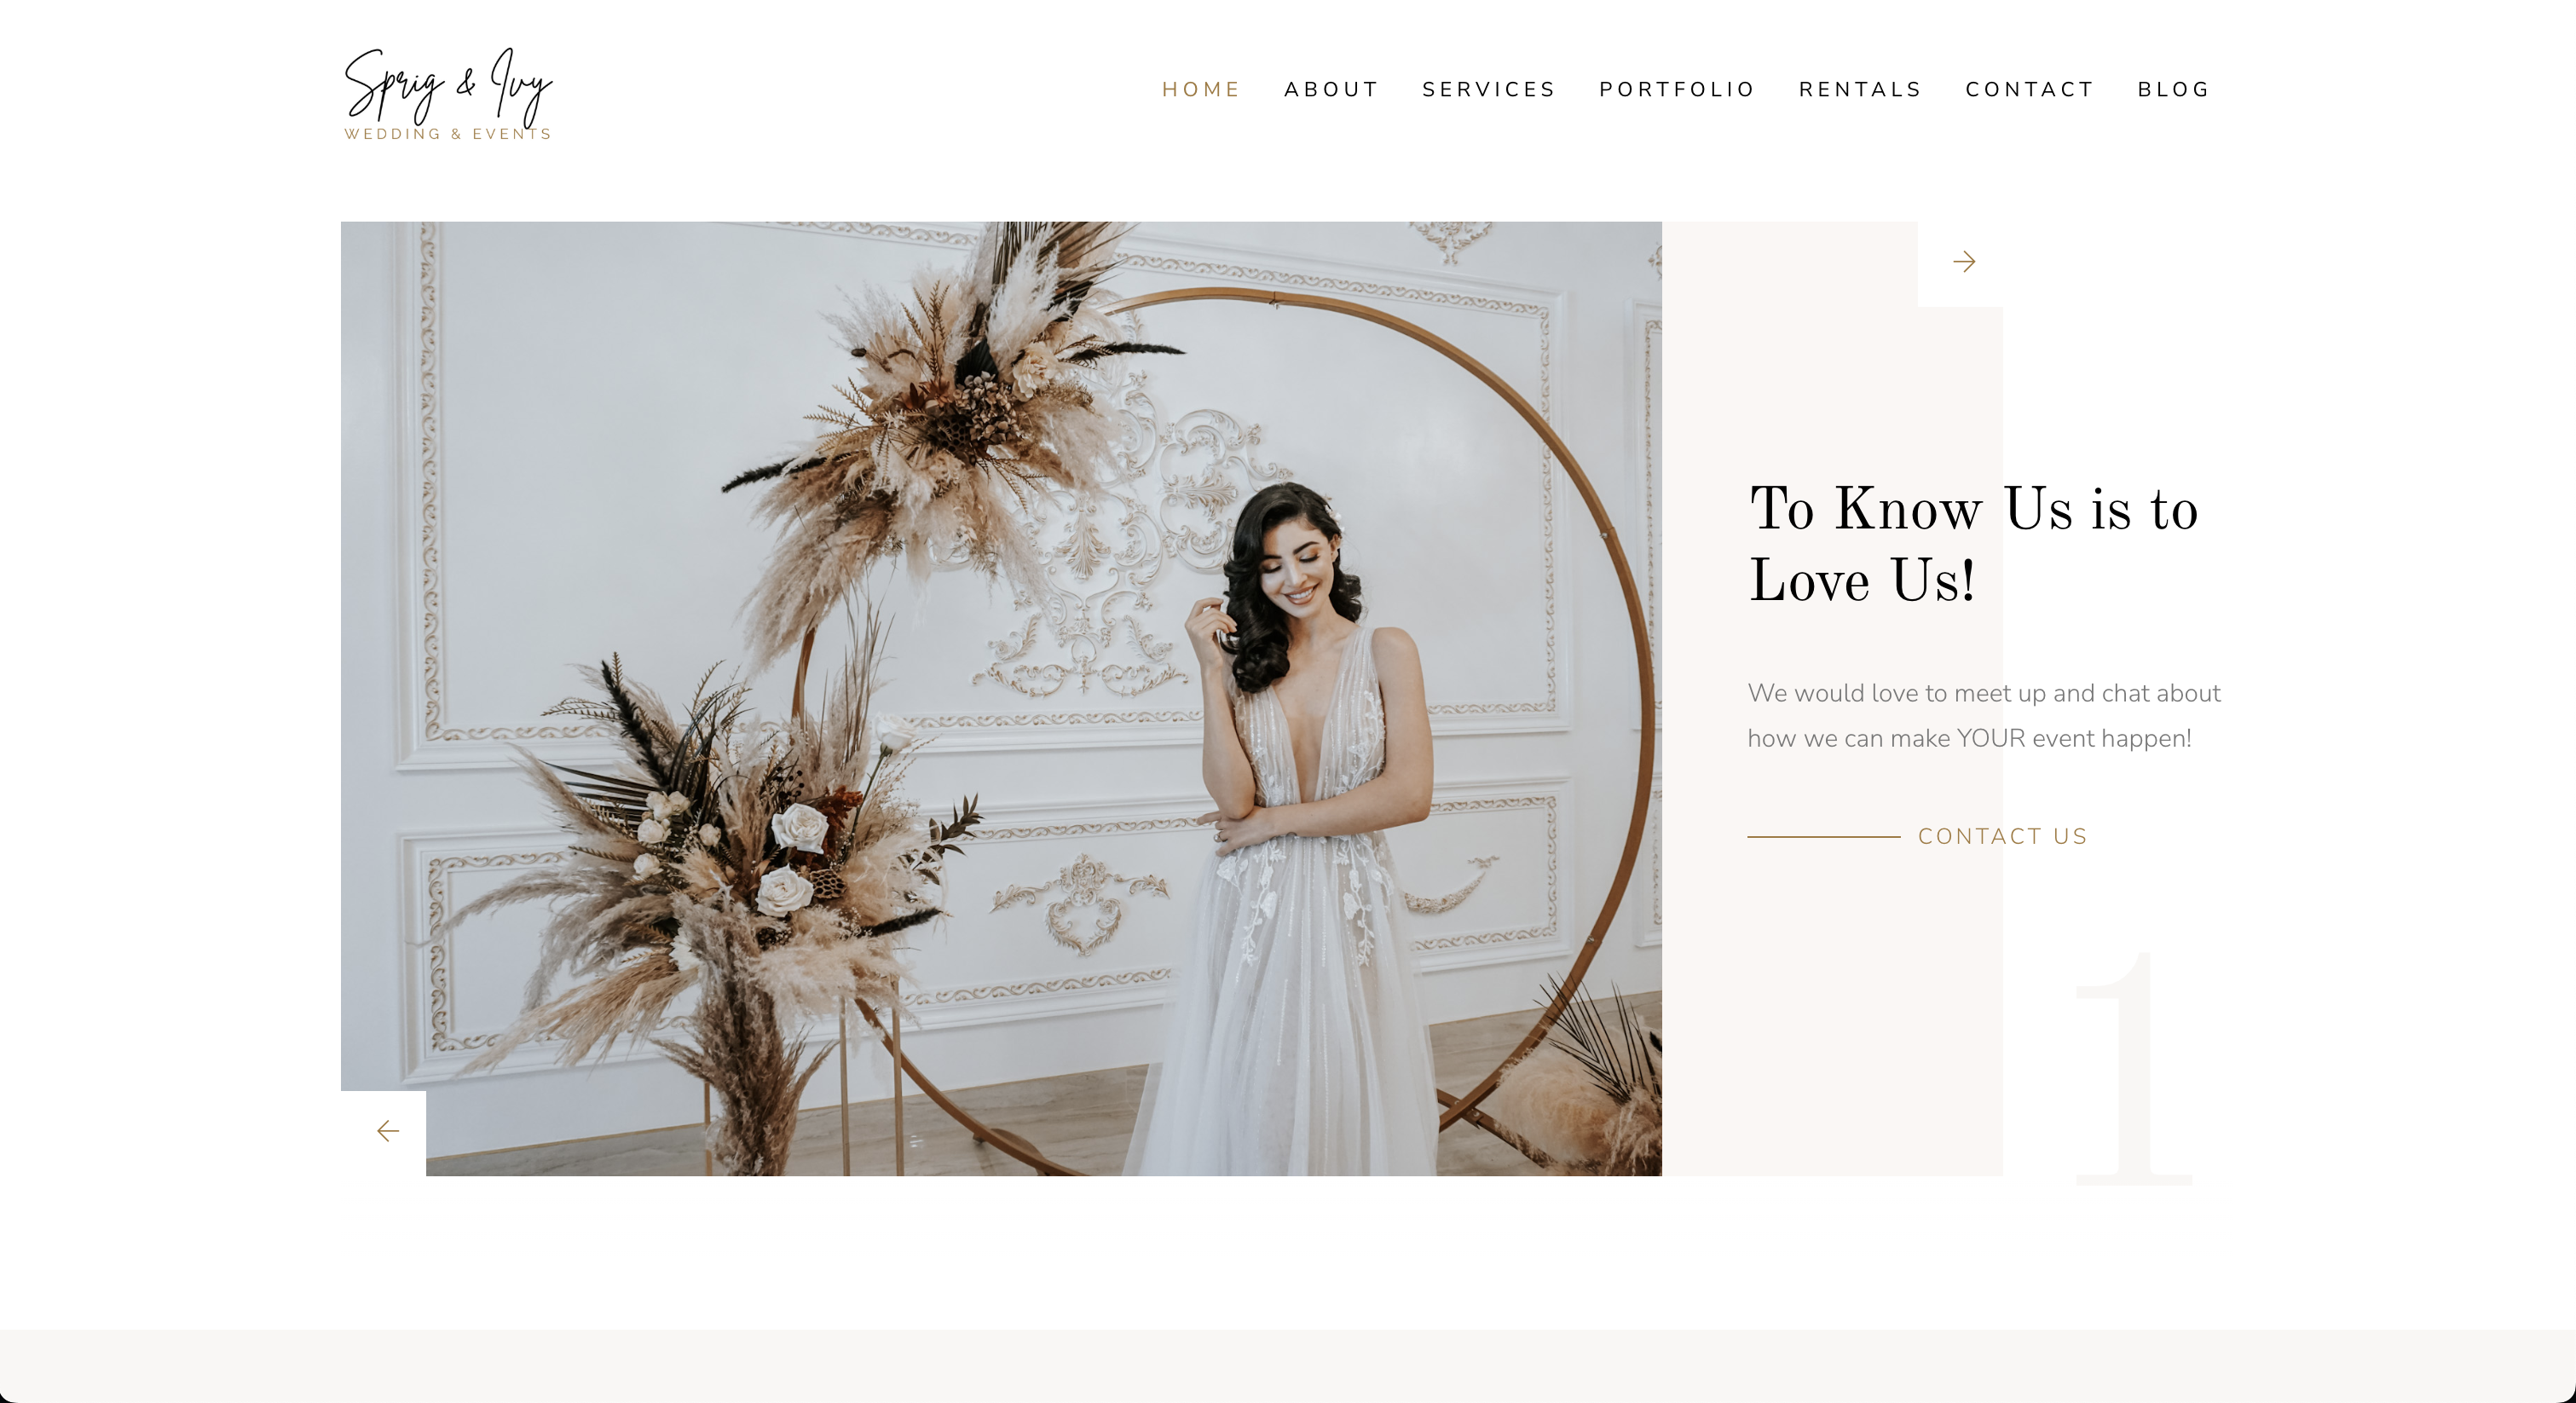 Sprig & Ivy
WEDDING & EVENTS
HOME ABOUT SERVICES PORTFOLIO RENTALS CONTACT BLOG
To Know Us is to
Love Us!
We would love to meet up and chat about
how we can make YOUR event happen!
CONTACT US
1